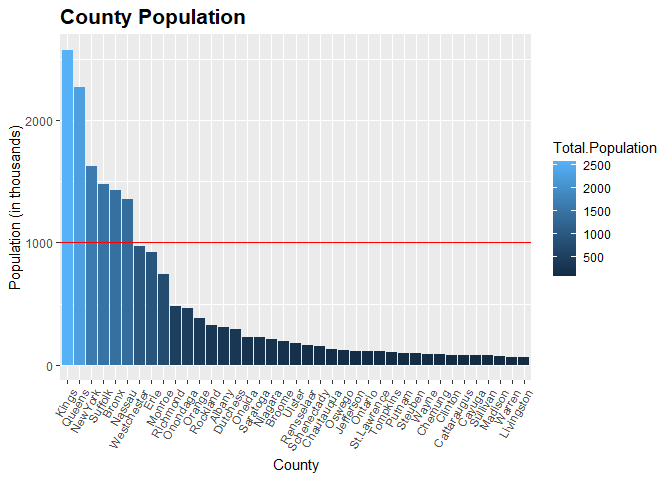 County Population
Population (in thousands)
2000
1000
0
Kings
Queens
NewYork
Suffolk
Bronx
Nassau
Westchester
Erie
Monroe
Richmond
Onondaga
Orange
Rockland
Albany
Dutchess
Oneida
Saratoga
Niagara
Broome
Ulster
Rensselaer
Schenectady
Chautauqua
Oswego
Jefferson
Ontario
St.Lawrence
Tompkins
Putnam
Steuben
Wayne
Chemung
Clinton
Cattaraugus
Cayuga
Sullivan
Madison
Warren
Livingston
County
Total.Population
2500
2000
1500
1000
500